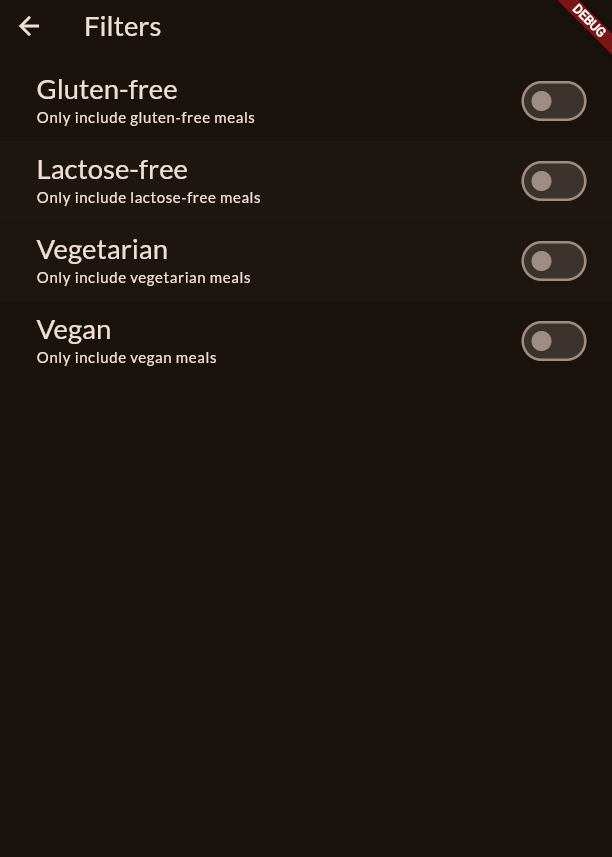 Filters
DEBUG
Gluten-free
Only include gluten-free meals
Lactose-free
Only include lactose-free meals
Vegetarian
Only include vegetarian meals
Vegan
Only include vegan meals